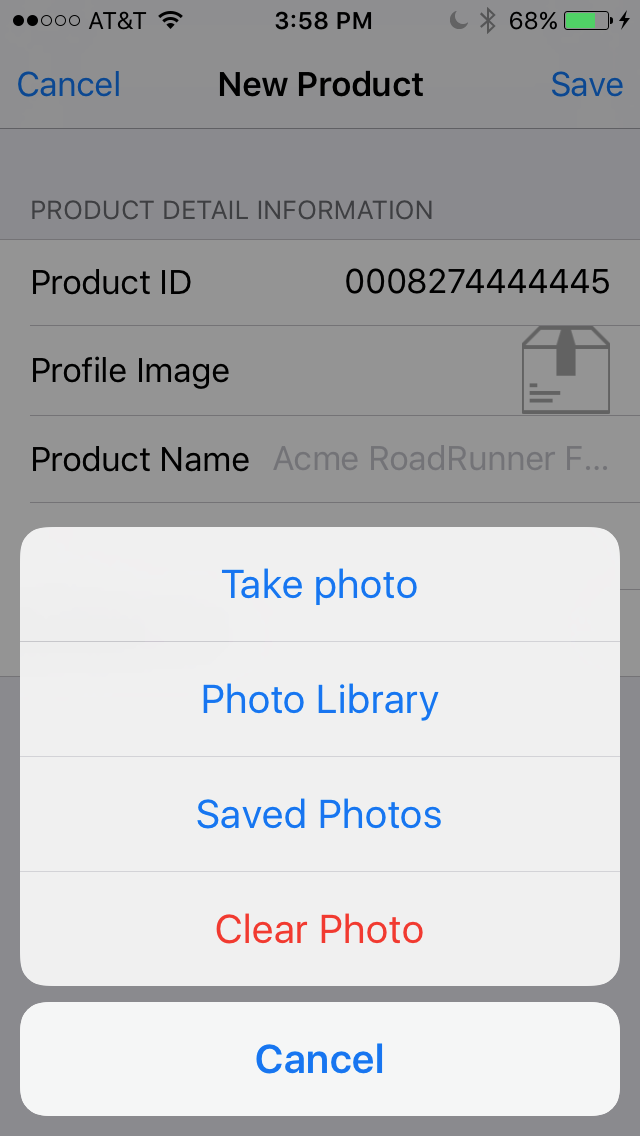 AT&T 3:58 PM 68%
Cancel New Product Save
PRODUCT DETAIL INFORMATION
Product ID 0008274444445
Profile Image
Product Name Acme RoadRunner F...
Take photo
Photo Library
Saved Photos
Clear Photo
Cancel